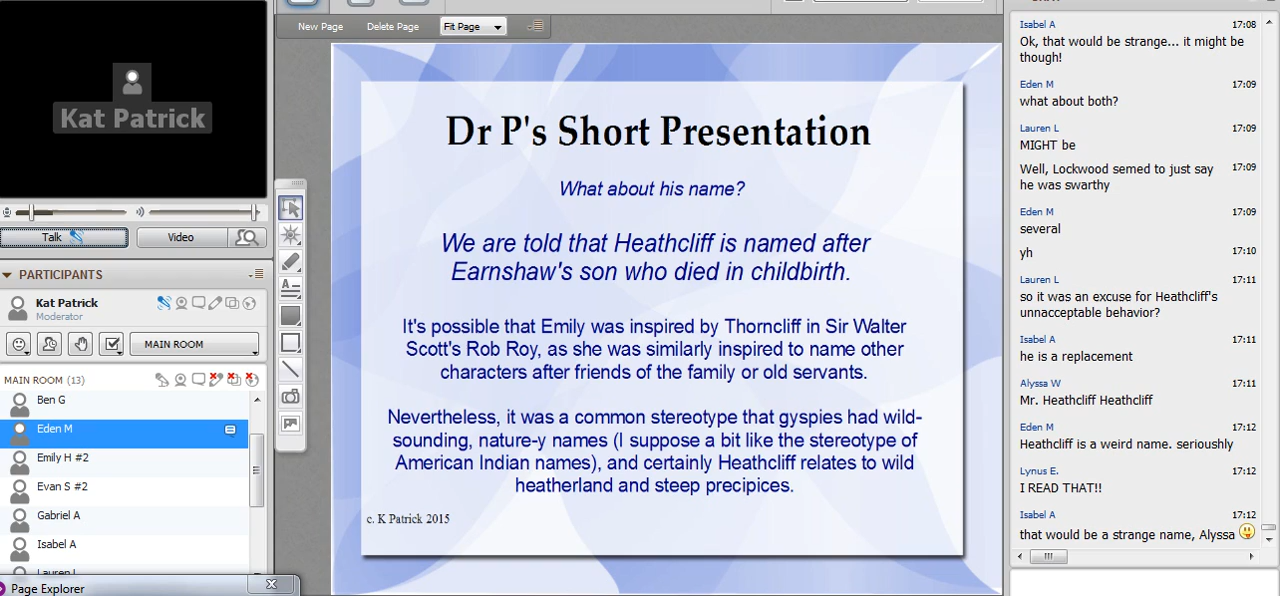 Kat Patrick
Talk
Video
PARTICIPANTS
Kat Patrick
Moderator
MAIN ROOM
MAIN ROOM (13)
Ben G
Eden M
Emily H #2
Evan S #2
Gabriel A
Isabel A
Lauren L
Page Explorer
New Page
Delete Page
Fit Page
Dr P's Short Presentation
What about his name?
We are told that Heathcliff is named after
Earnshaw's son who died in childbirth.
It's possible that Emily was inspired by Thorncliff in Sir Walter
Scott's Rob Roy, as she was similarly inspired to name other
characters after friends of the family or old servants.
Nevertheless, it was a common stereotype that gyspies had wild-
sounding, nature-y names (I suppose a bit like the stereotype of
American Indian names), and certainly Heathcliff relates to wild
heatherland and steep precipices.
c. K Patrick 2015
Isabel A 17:08
Ok, that would be strange... it might be
though!
Eden M 17:09
what about both?
Lauren L 17:09
MIGHT be
Well, Lockwood semed to just say 17:09
he was swarthy
Eden M 17:09
several
yh 17:10
Lauren L 17:11
so it was an excuse for Heathcliff's
unacceptable behavior?
Isabel A 17:11
he is a replacement
Alyssa W 17:11
Mr. Heathcliff Heathcliff
Eden M 17:12
Heathcliff is a weird name. serioushly
Lynus E. 17:12
I READ THAT!!
Isabel A 17:12
that would be a strange name, Alyssa